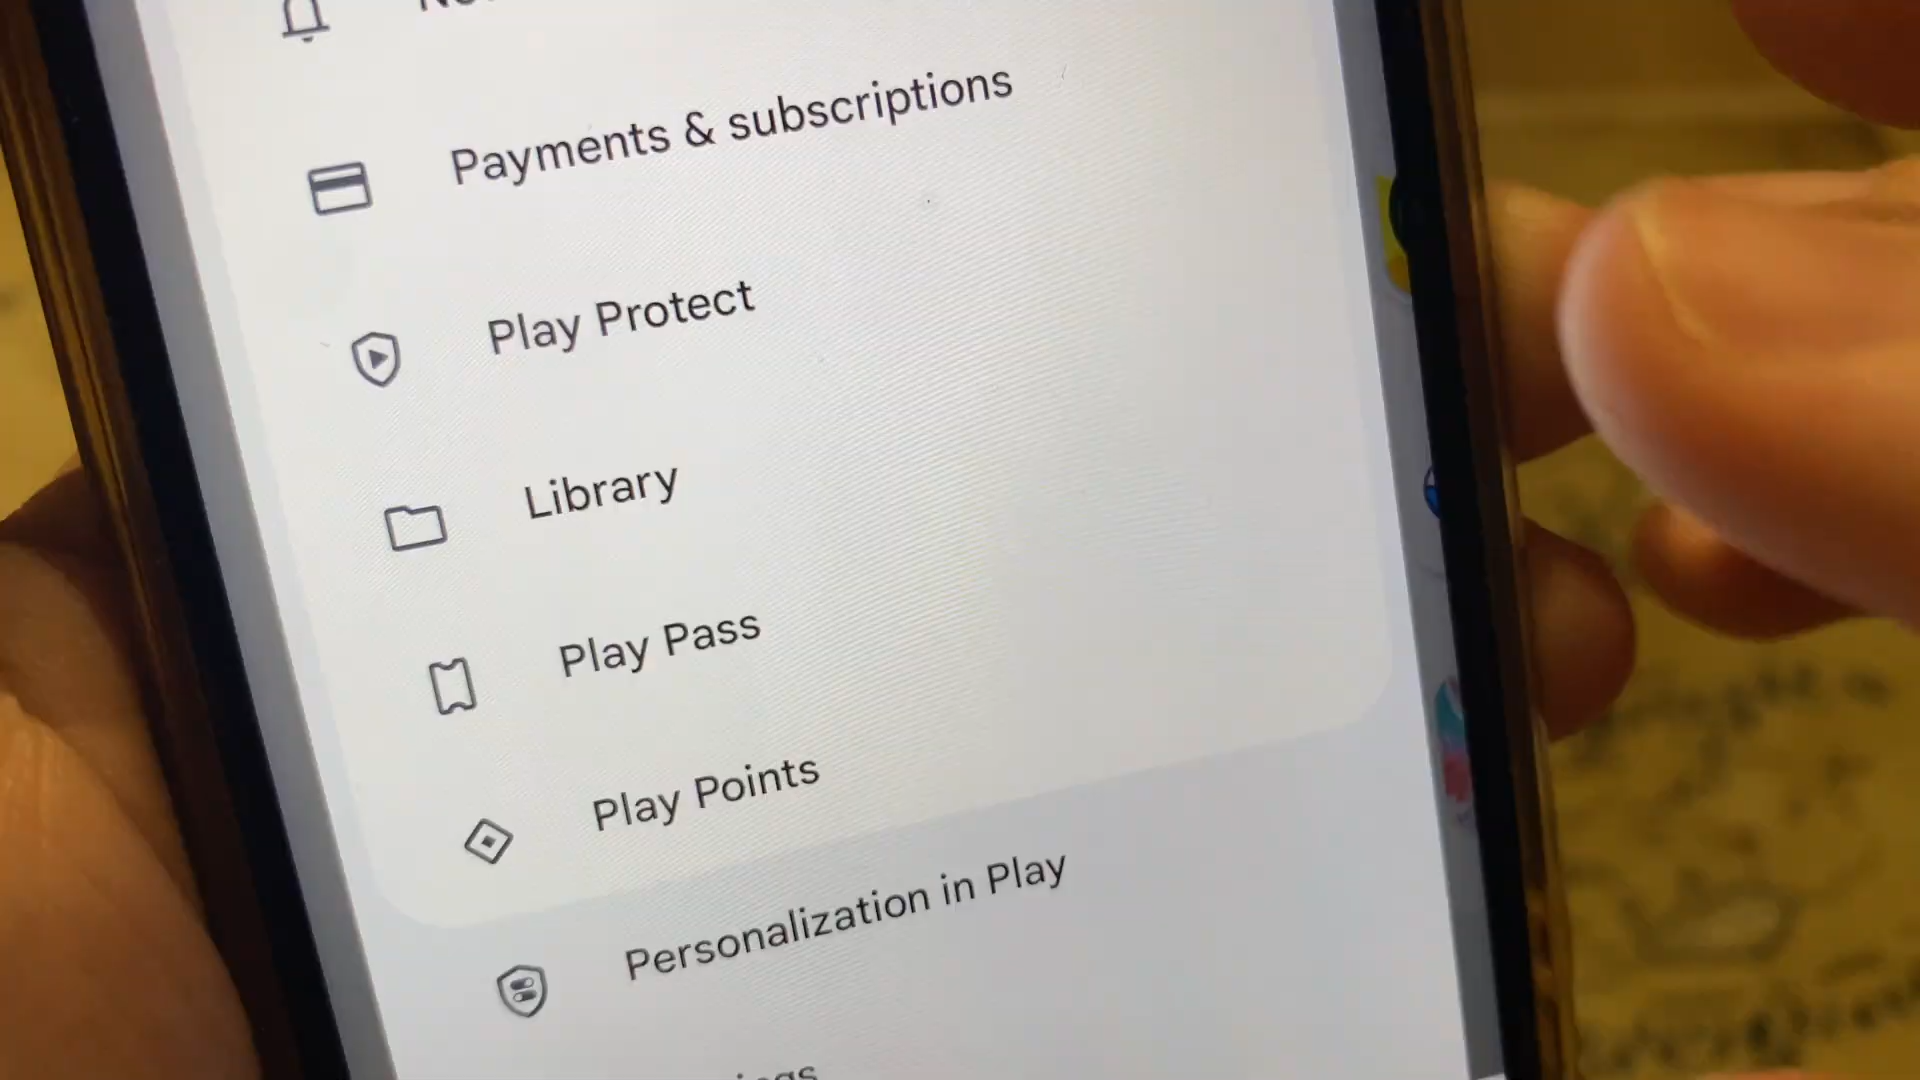 Payments & subscriptions
Play Protect
Library
Play Pass
Play Points
Personalization in Play